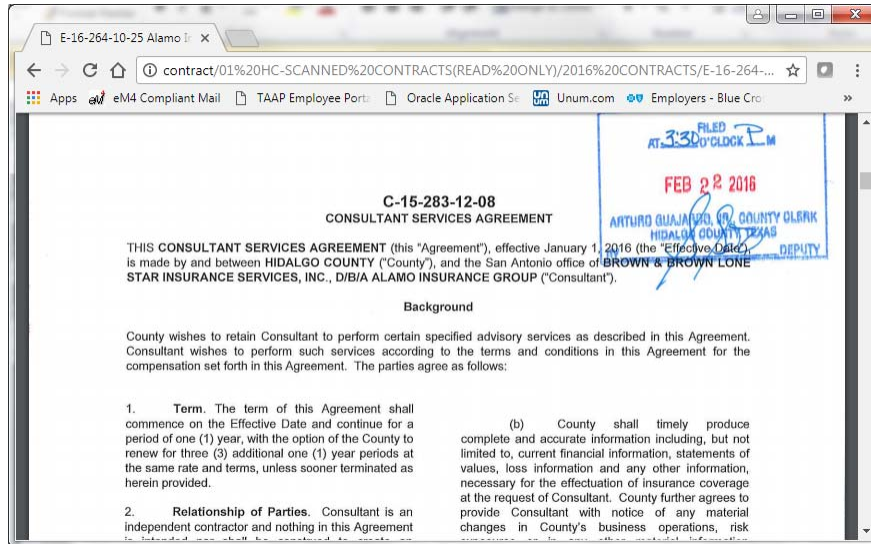 E-16-264-10-25 Alamo Ir
contract/01%20HC-SCANNED%20CONTRACTS(READ%20ONLY)/2016%20CONTRACTS/E-16-264-...
Apps eM4 Compliant Mail TAAP Employee Port Oracle Application Se Unum.com Employers - Blue Cro »
FILED
AT 3:30 O'CLOCK P M
FEB 22 2016
ARTURO GUAJARDO, JR. COUNTY CLERK
HIDALGO COUNTY, TEXAS
DEPUTY
C-15-283-12-08
CONSULTANT SERVICES AGREEMENT
THIS CONSULTANT SERVICES AGREEMENT (this "Agreement"), effective January 1, 2016 (the "Effective Date"),
is made by and between HIDALGO COUNTY ("County"), and the San Antonio office of BROWN & BROWN LONE
STAR INSURANCE SERVICES, INC., D/B/A ALAMO INSURANCE GROUP ("Consultant").
Background
County wishes to retain Consultant to perform certain specified advisory services as described in this Agreement.
Consultant wishes to perform such services according to the terms and conditions in this Agreement for the
compensation set forth in this Agreement. The parties agree as follows:
1. Term. The term of this Agreement shall
commence on the Effective Date and continue for a
period of one (1) year, with the option of the County to
renew for three (3) additional one (1) year periods at
the same rate and terms, unless sooner terminated as
herein provided.
2. Relationship of Parties. Consultant is an
independent contractor and nothing in this Agreement
(b) County shall timely produce
complete and accurate information including, but not
limited to, current financial information, statements of
values, loss information and any other information,
necessary for the effectuation of insurance coverage
at the request of Consultant. County further agrees to
provide Consultant with notice of any material
changes in County's business operations, risk